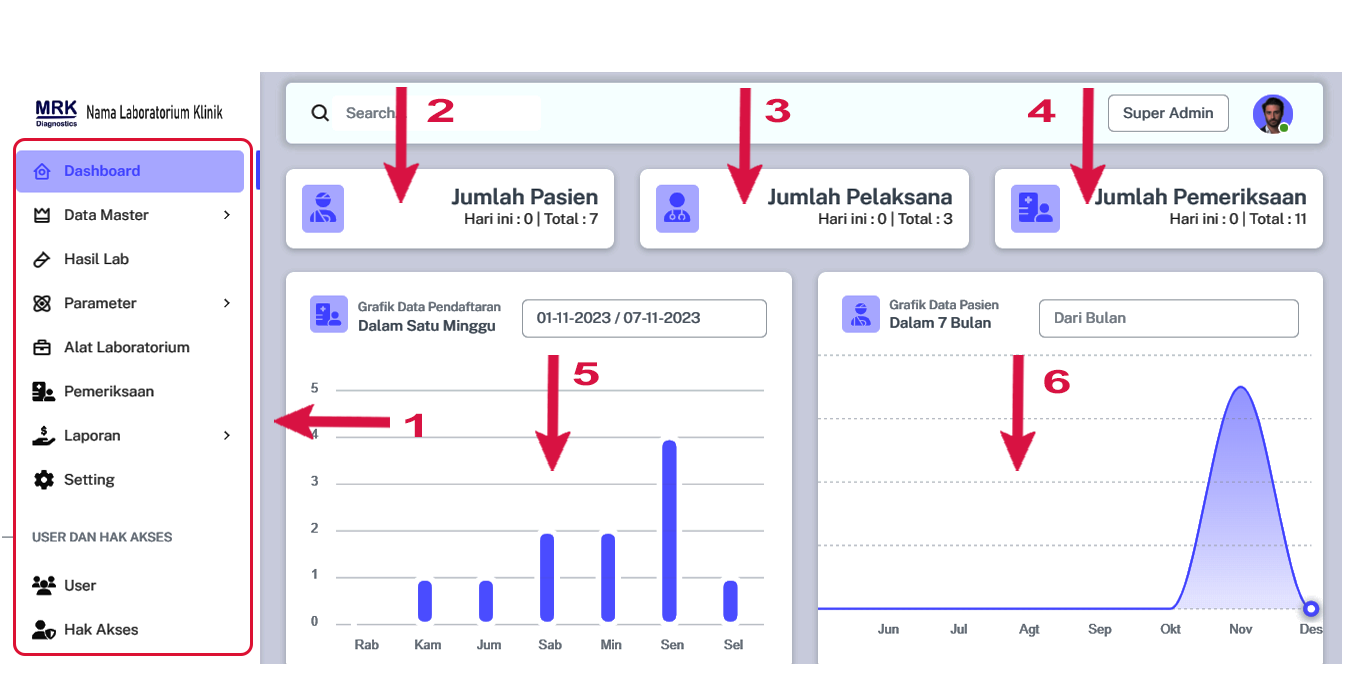 MRK
Diagnostics
Nama Laboratorium Klinik
Dashboard
Data Master
Hasil Lab
Parameter
Alat Laboratorium
Pemeriksaan
Laporan
Setting
USER DAN HAK AKSES
User
Hak Akses
1
Search..
2
3
4
Super Admin
Jumlah Pasien
Hari ini : 0 | Total : 7
Jumlah Pelaksana
Hari ini : 0 | Total : 3
Jumlah Pemeriksaan
Hari ini : 0 | Total : 11
Grafik Data Pendaftaran
Dalam Satu Minggu
01-11-2023 / 07-11-2023
5
5
4
3
2
1
0
Rab Kam Jum Sab Min Sen Sel
Grafik Data Pasien
Dalam 7 Bulan
Dari Bulan
6
Jun Jul Agt Sep Okt Nov Des